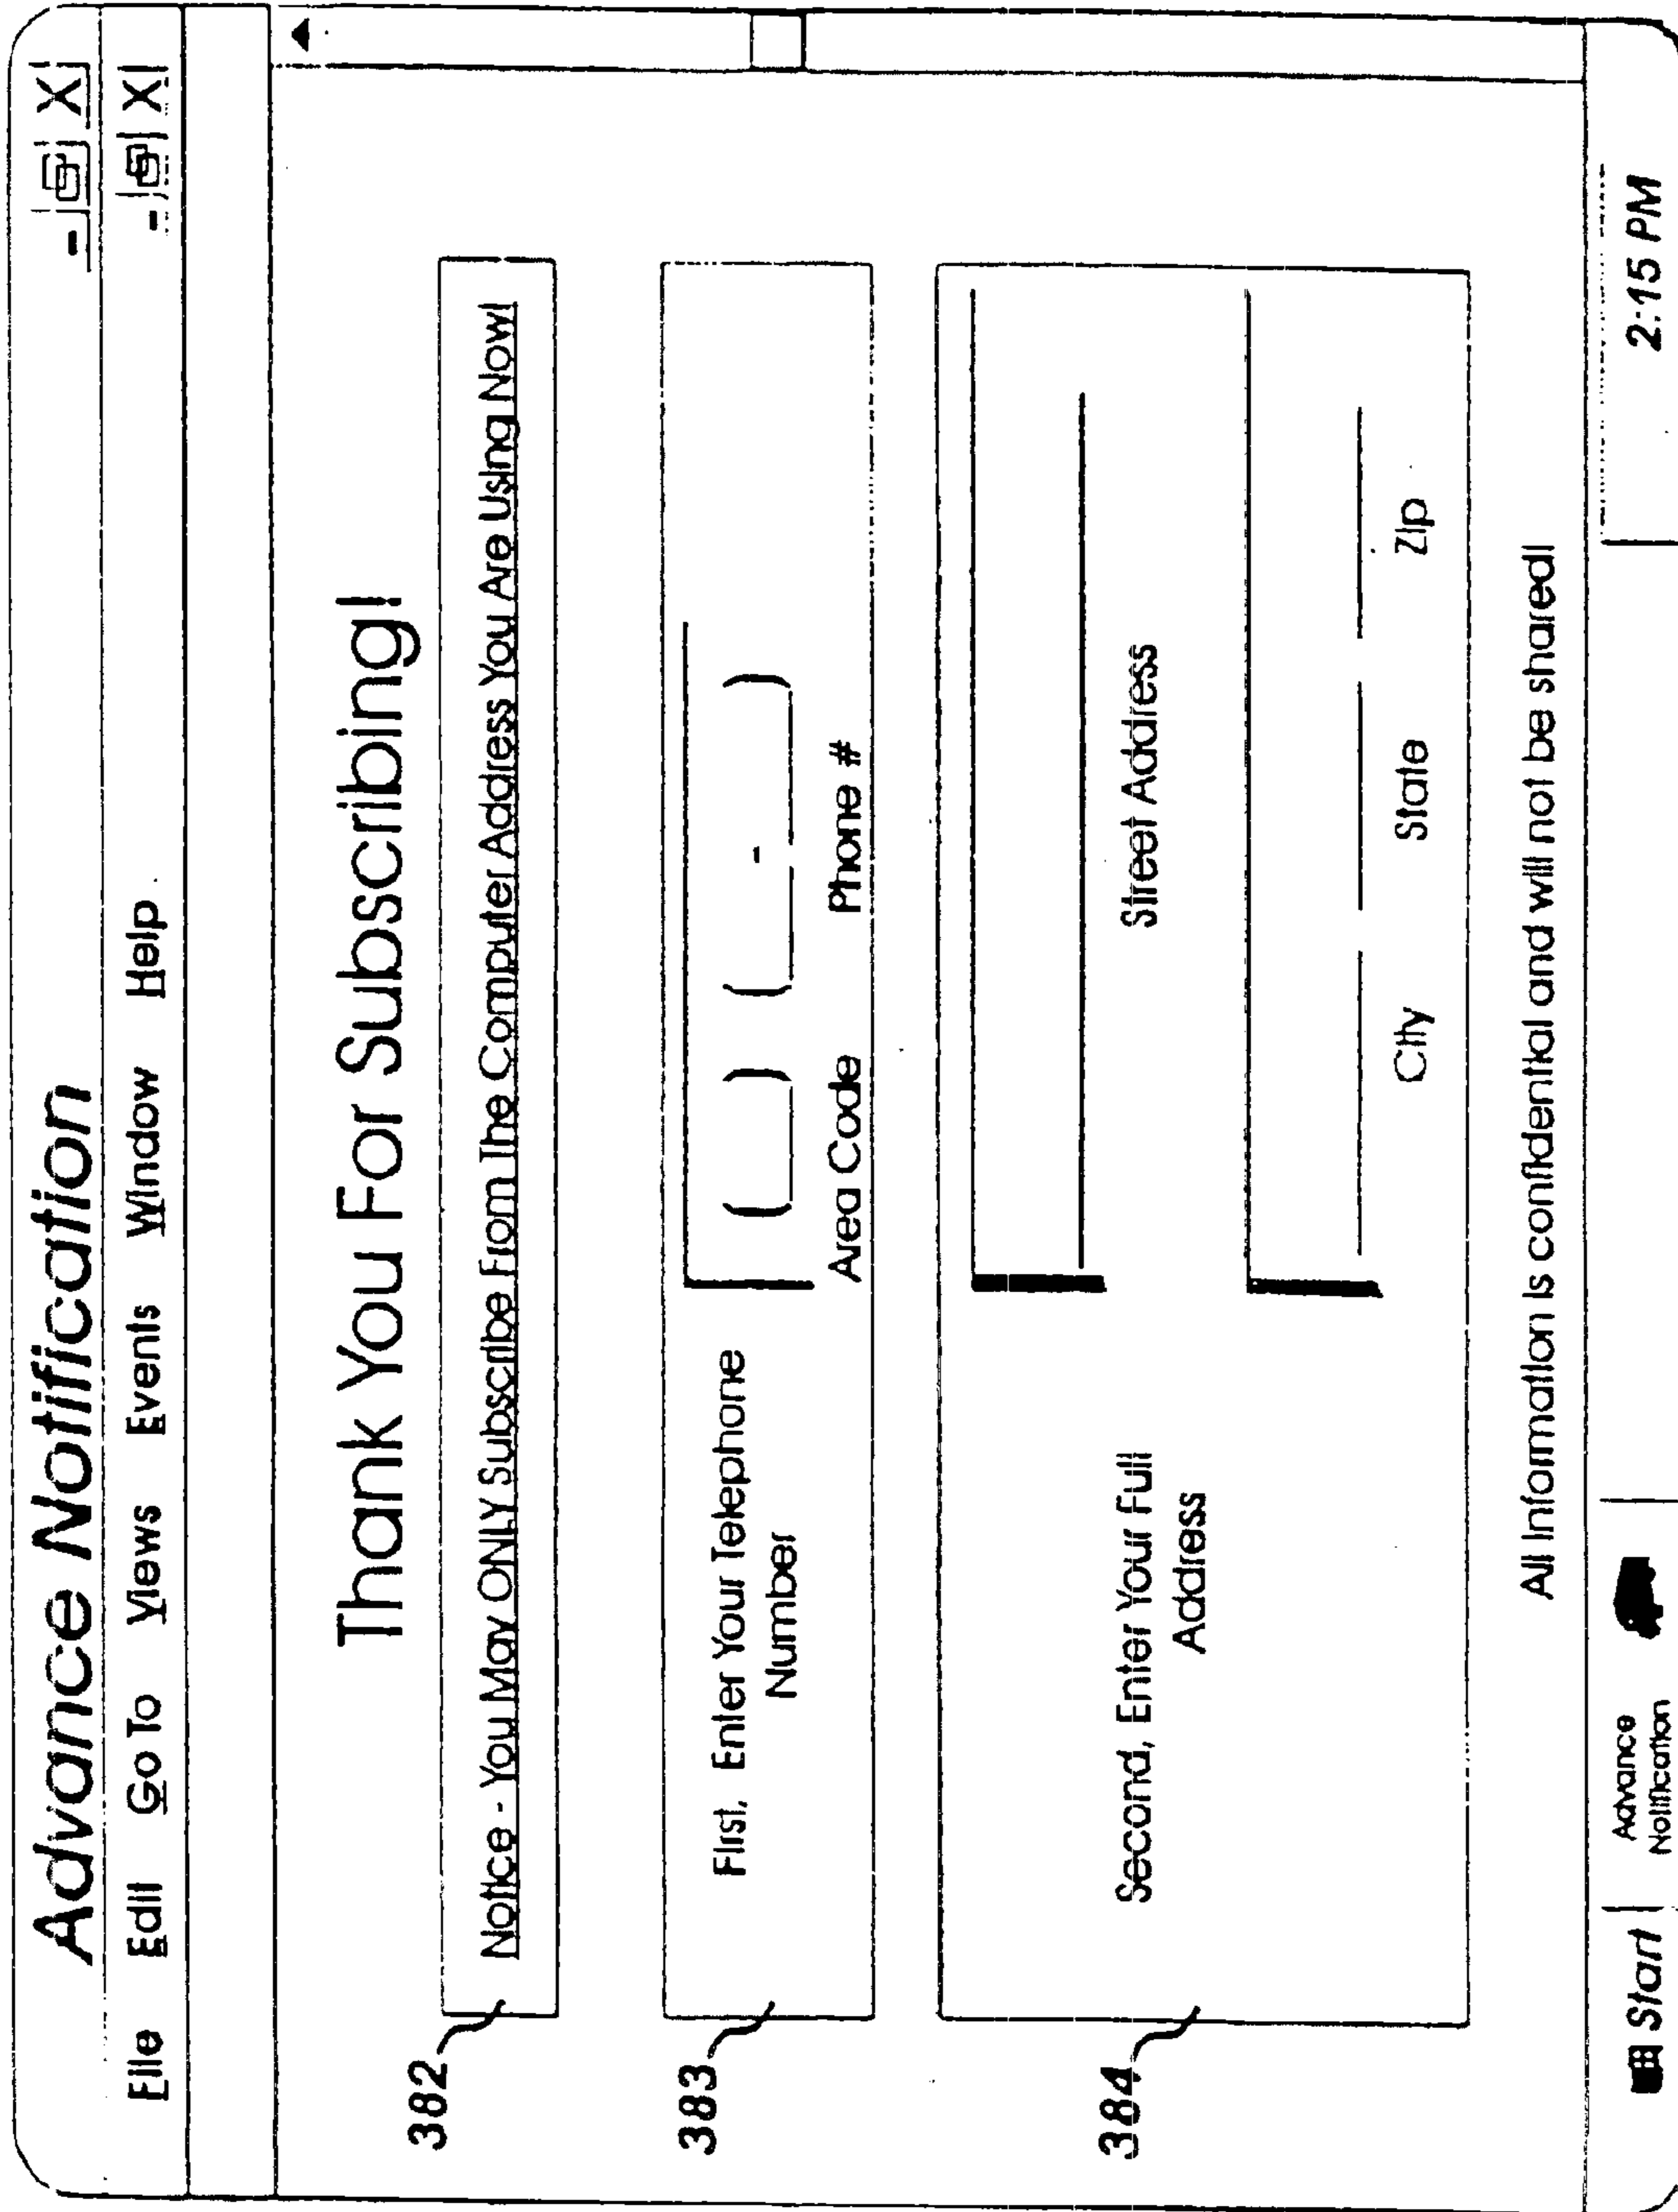 Advance Notification
File Edit Go To Views Events Window Help
Thank You For Subscribing!
382
Notice - You May ONLY Subscribe From The Computer Address You Are Using Now!
383
First, Enter Your Telephone
Number
( ) ( - )
Area Code Phone #
384
Second, Enter Your Full
Address
Street Address
City State Zip
All Information is confidential and will not be shared!
Start
Advance
Notification
2:15 PM